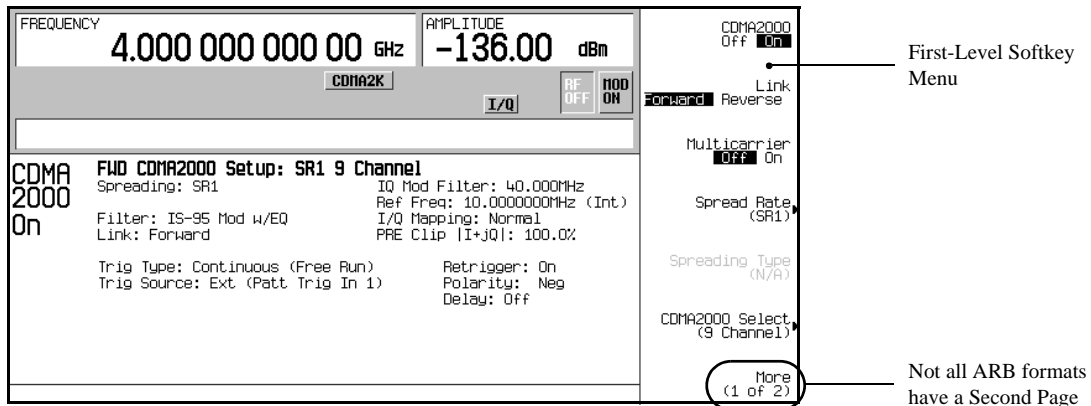 FREQUENCY
4.000 000 000 00 GHz
AMPLITUDE
-136.00 dBm
CDMA2K
I/Q
RF OFF
MOD ON
CDMA 2000 On
FWD CDMA2000 Setup: SR1 9 Channel
Spreading: SR1
IQ Mod Filter: 40.000MHz
Ref Freq: 10.0000000MHz (Int)
Filter: IS-95 Mod w/EQ
I/Q Mapping: Normal
Link: Forward
PRE Clip |I+jQ|: 100.0%
Trig Type: Continuous (Free Run)
Retrigger: On
Trig Source: Ext (Patt Trig In 1)
Polarity: Neg
Delay: Off
CDMA2000
Off On
Link
Forward Reverse
Multicarrier
Off On
Spread Rate
(SR1)
Spreading Type
(N/A)
CDMA2000 Select
(9 Channel)
More
(1 of 2)
First-Level Softkey
Menu
Not all ARB formats
have a Second Page